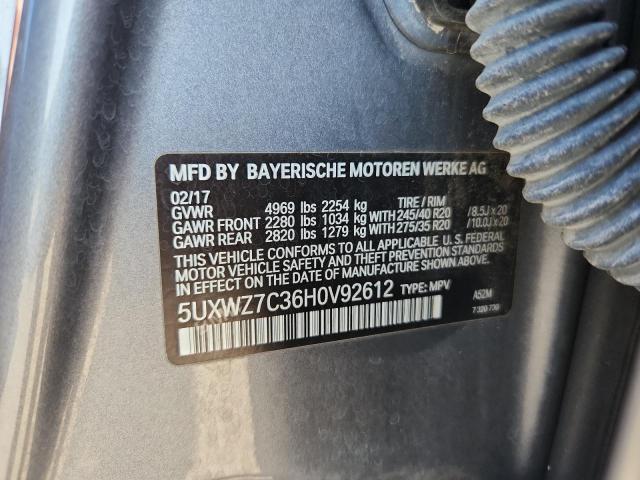 MFD BY BAYERISCHE MOTOREN WERKE AG
02/17 TIRE / RIM
GVWR 4969 lbs 2254 kg
GAWR FRONT 2280 lbs 1034 kg WITH 245/40 R20 /8.5J x 20
GAWR REAR 2820 lbs 1279 kg WITH 275/35 R20 /10.0J x 20
THIS VEHICLE CONFORMS TO ALL APPLICABLE U.S. FEDERAL
MOTOR VEHICLE SAFETY AND THEFT PREVENTION STANDARDS
IN EFFECT ON THE DATE OF MANUFACTURE SHOWN ABOVE.
5UXWZ7C36H0V92612 TYPE: MPV A52M
7 320 739